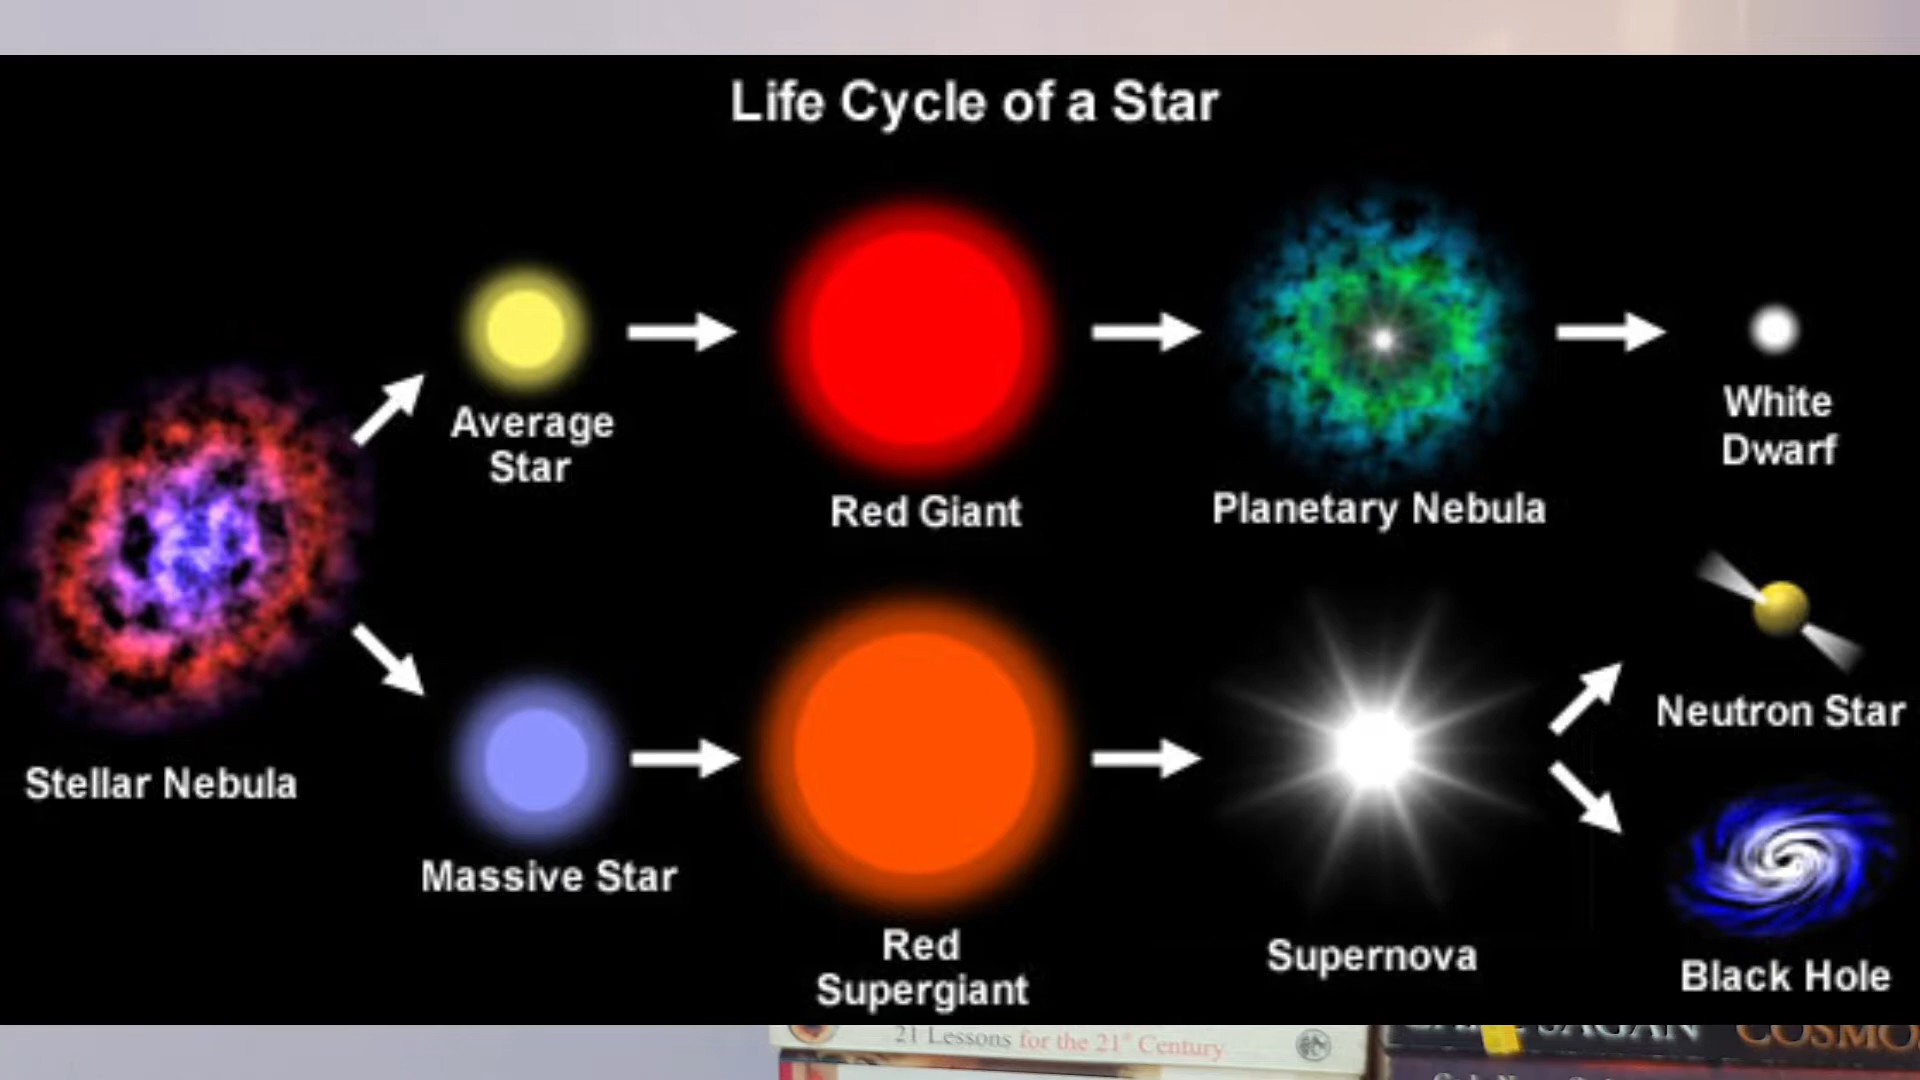 Life Cycle of a Star
Average
Star
Red Giant
Planetary Nebula
White
Dwarf
Stellar Nebula
Massive Star
Red
Supergiant
Supernova
Neutron Star
Black Hole
21 Lessons for the 21st Century
SAGAN